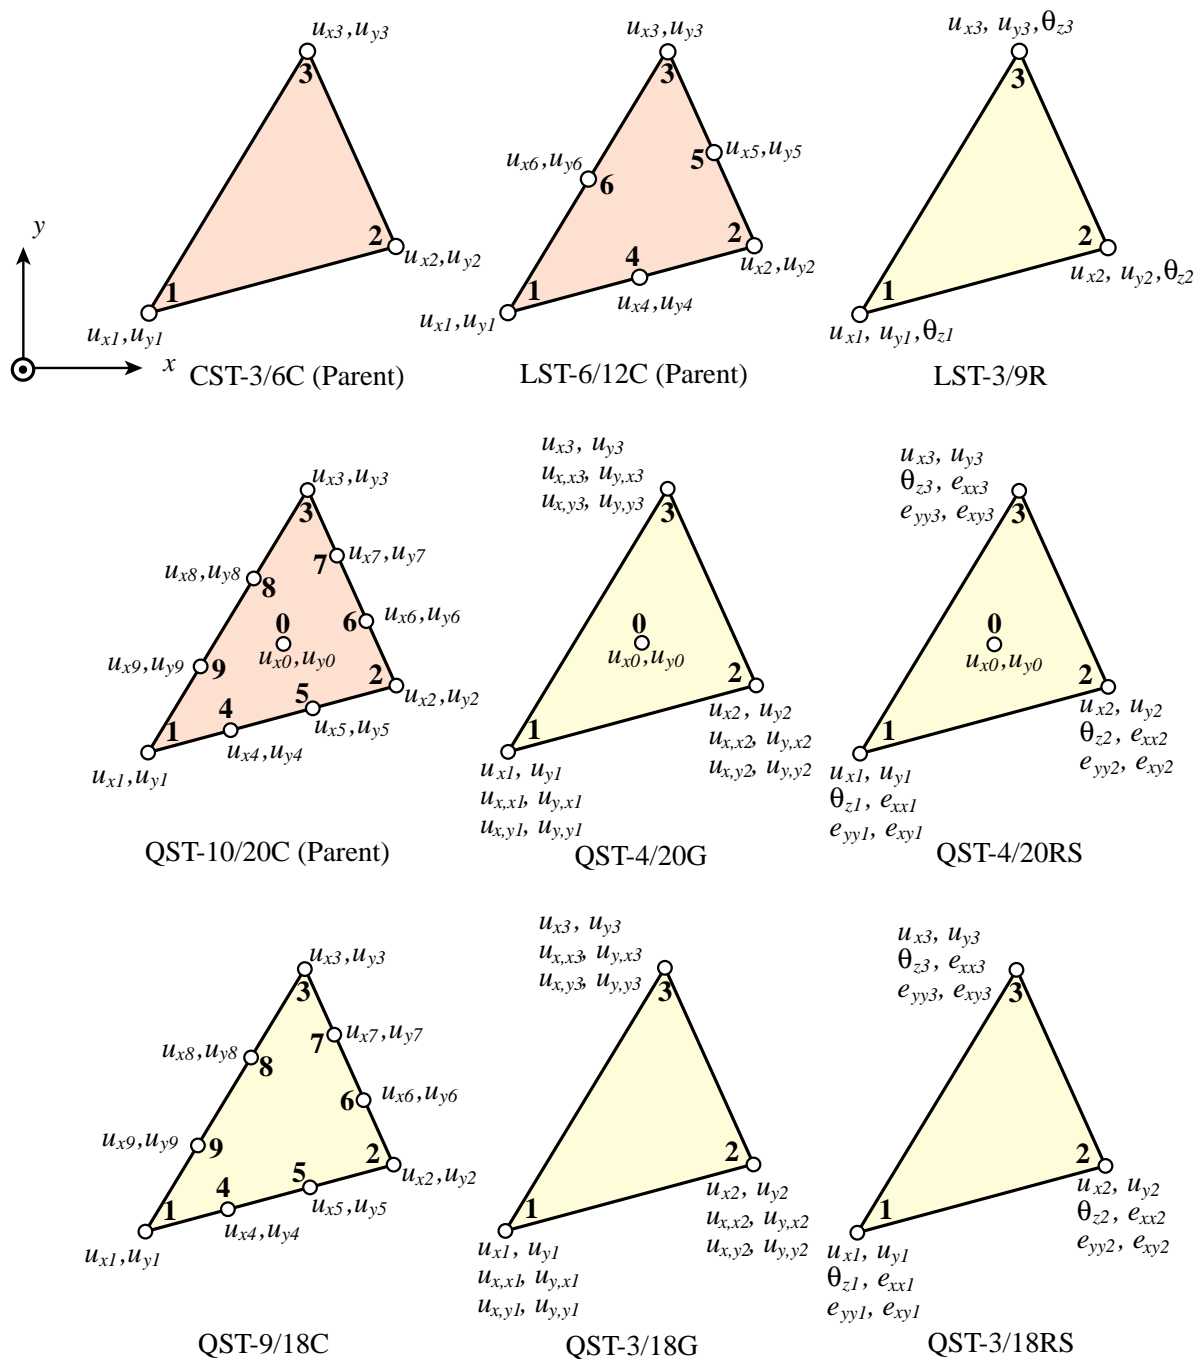 u_{x3},u_{y3}
3
2
u_{x2},u_{y2}
1
u_{x1},u_{y1}
y
x
CST-3/6C (Parent)
u_{x3},u_{y3}
3
u_{x5},u_{y5}
5
u_{x6},u_{y6}
6
2
u_{x2},u_{y2}
4
u_{x4},u_{y4}
1
u_{x1},u_{y1}
LST-6/12C (Parent)
u_{x3}, u_{y3},θ_{z3}
3
2
u_{x2}, u_{y2},θ_{z2}
1
u_{x1}, u_{y1},θ_{z1}
LST-3/9R
u_{x3},u_{y3}
3
7
u_{x7},u_{y7}
u_{x8},u_{y8}
8
0
u_{x0},u_{y0}
6
u_{x6},u_{y6}
u_{x9},u_{y9}
9
2
u_{x2},u_{y2}
5
u_{x5},u_{y5}
4
u_{x4},u_{y4}
1
u_{x1},u_{y1}
QST-10/20C (Parent)
u_{x3}, u_{y3}
u_{x,x3}, u_{y,x3}
u_{x,y3}, u_{y,y3}
3
0
u_{x0},u_{y0}
2
u_{x2}, u_{y2}
u_{x,x2}, u_{y,x2}
u_{x,y2}, u_{y,y2}
1
u_{x1}, u_{y1}
u_{x,x1}, u_{y,x1}
u_{x,y1}, u_{y,y1}
QST-4/20G
u_{x3}, u_{y3}
θ_{z3}, e_{xx3}
e_{yy3}, e_{xy3}
3
0
u_{x0},u_{y0}
2
u_{x2}, u_{y2}
θ_{z2}, e_{xx2}
e_{yy2}, e_{xy2}
1
u_{x1}, u_{y1}
θ_{z1}, e_{xx1}
e_{yy1}, e_{xy1}
QST-4/20RS
u_{x3},u_{y3}
3
7
u_{x7},u_{y7}
u_{x8},u_{y8}
8
6
u_{x6},u_{y6}
u_{x9},u_{y9}
9
2
u_{x2},u_{y2}
5
u_{x5},u_{y5}
4
u_{x4},u_{y4}
1
u_{x1},u_{y1}
QST-9/18C
u_{x3}, u_{y3}
u_{x,x3}, u_{y,x3}
u_{x,y3}, u_{y,y3}
3
2
u_{x2}, u_{y2}
u_{x,x2}, u_{y,x2}
u_{x,y2}, u_{y,y2}
1
u_{x1}, u_{y1}
u_{x,x1}, u_{y,x1}
u_{x,y1}, u_{y,y1}
QST-3/18G
u_{x3}, u_{y3}
θ_{z3}, e_{xx3}
e_{yy3}, e_{xy3}
3
2
u_{x2}, u_{y2}
θ_{z2}, e_{xx2}
e_{yy2}, e_{xy2}
1
u_{x1}, u_{y1}
θ_{z1}, e_{xx1}
e_{yy1}, e_{xy1}
QST-3/18RS